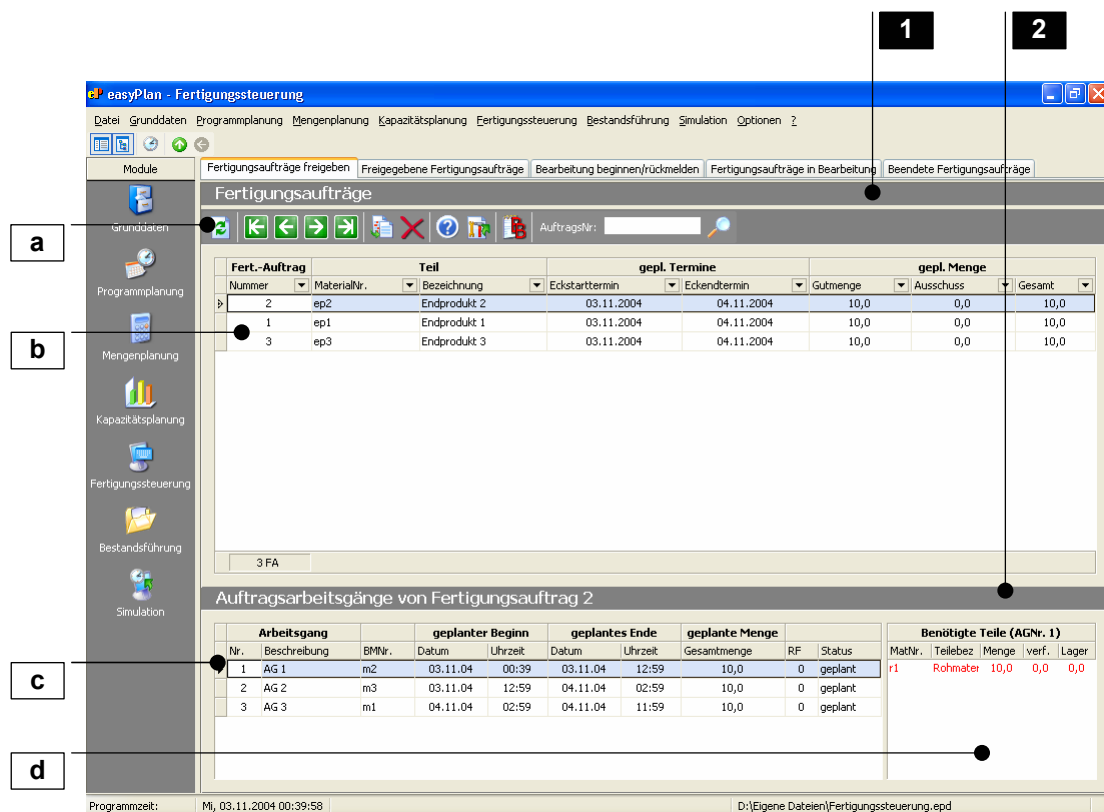 1 2
easyPlan - Fertigungssteuerung
Datei Grunddaten Programmplanung Mengenplanung Kapazitätsplanung Fertigungssteuerung Bestandsführung Simulation Optionen ?
Module
Fertigungsaufträge freigeben Freigegebene Fertigungsaufträge Bearbeitung beginnen/rückmelden Fertigungsaufträge in Bearbeitung Beendete Fertigungsaufträge
Fertigungsaufträge
Grunddaten
a
AuftragsNr:
Programmplanung
b
Mengenplanung
Kapazitätsplanung
Fertigungssteuerung
Bestandsführung
Simulation
Fert.-Auftrag Teil gepl. Termine gepl. Menge
Nummer MaterialNr. Bezeichnung Eckstarttermin Eckendtermin Gutmenge Ausschuss Gesamt
2 ep2 Endprodukt 2 03.11.2004 04.11.2004 10,0 0,0 10,0
1 ep1 Endprodukt 1 03.11.2004 04.11.2004 10,0 0,0 10,0
3 ep3 Endprodukt 3 03.11.2004 04.11.2004 10,0 0,0 10,0
3 FA
Auftragsarbeitsgänge von Fertigungsauftrag 2
Arbeitsgang geplanter Beginn geplantes Ende geplante Menge
Nr. Beschreibung BMNr. Datum Uhrzeit Datum Uhrzeit Gesamtmenge RF Status
1 AG 1 m2 03.11.04 00:39 03.11.04 12:59 10,0 0 geplant
2 AG 2 m3 03.11.04 12:59 04.11.04 02:59 10,0 0 geplant
3 AG 3 m1 04.11.04 02:59 04.11.04 11:59 10,0 0 geplant
Benötigte Teile (AGNr. 1)
MatNr. Teilebez Menge verf. Lager
r1 Rohmater 10,0 0,0 0,0
c
d
Programmzeit: Mi, 03.11.2004 00:39:58 D:\Eigene Dateien\Fertigungssteuerung.epd